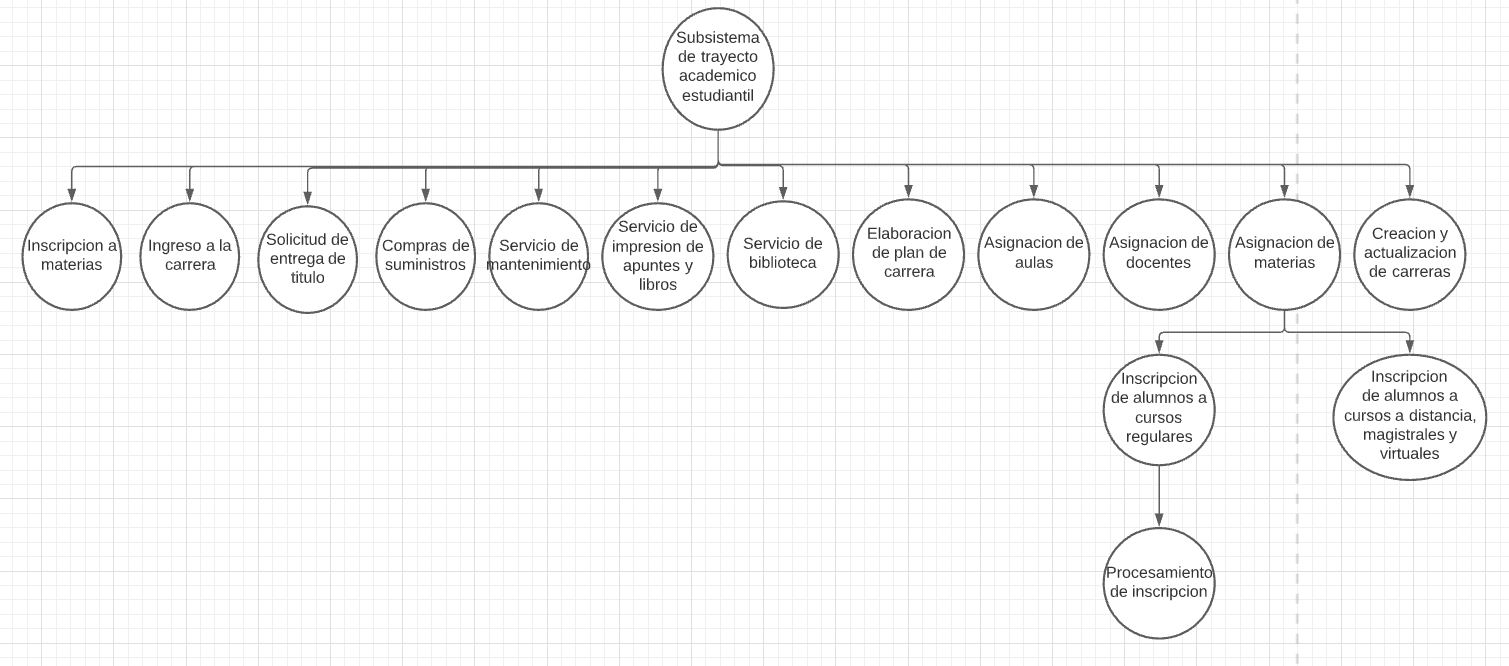 Subsistema
de trayecto
academico
estudiantil
Inscripcion a
materias
Ingreso a la
carrera
Solicitud de
entrega de
titulo
Compras de
suministros
Servicio de
mantenimiento
Servicio de
impresion de
apuntes y
libros
Servicio de
biblioteca
Elaboracion
de plan de
carrera
Asignacion de
aulas
Asignacion de
docentes
Asignacion de
materias
Creacion y
actualizacion
de carreras
Inscripcion
de alumnos a
cursos
regulares
Inscripcion
de alumnos a
cursos a distancia,
magistrales y
virtuales
Procesamiento
de inscripcion